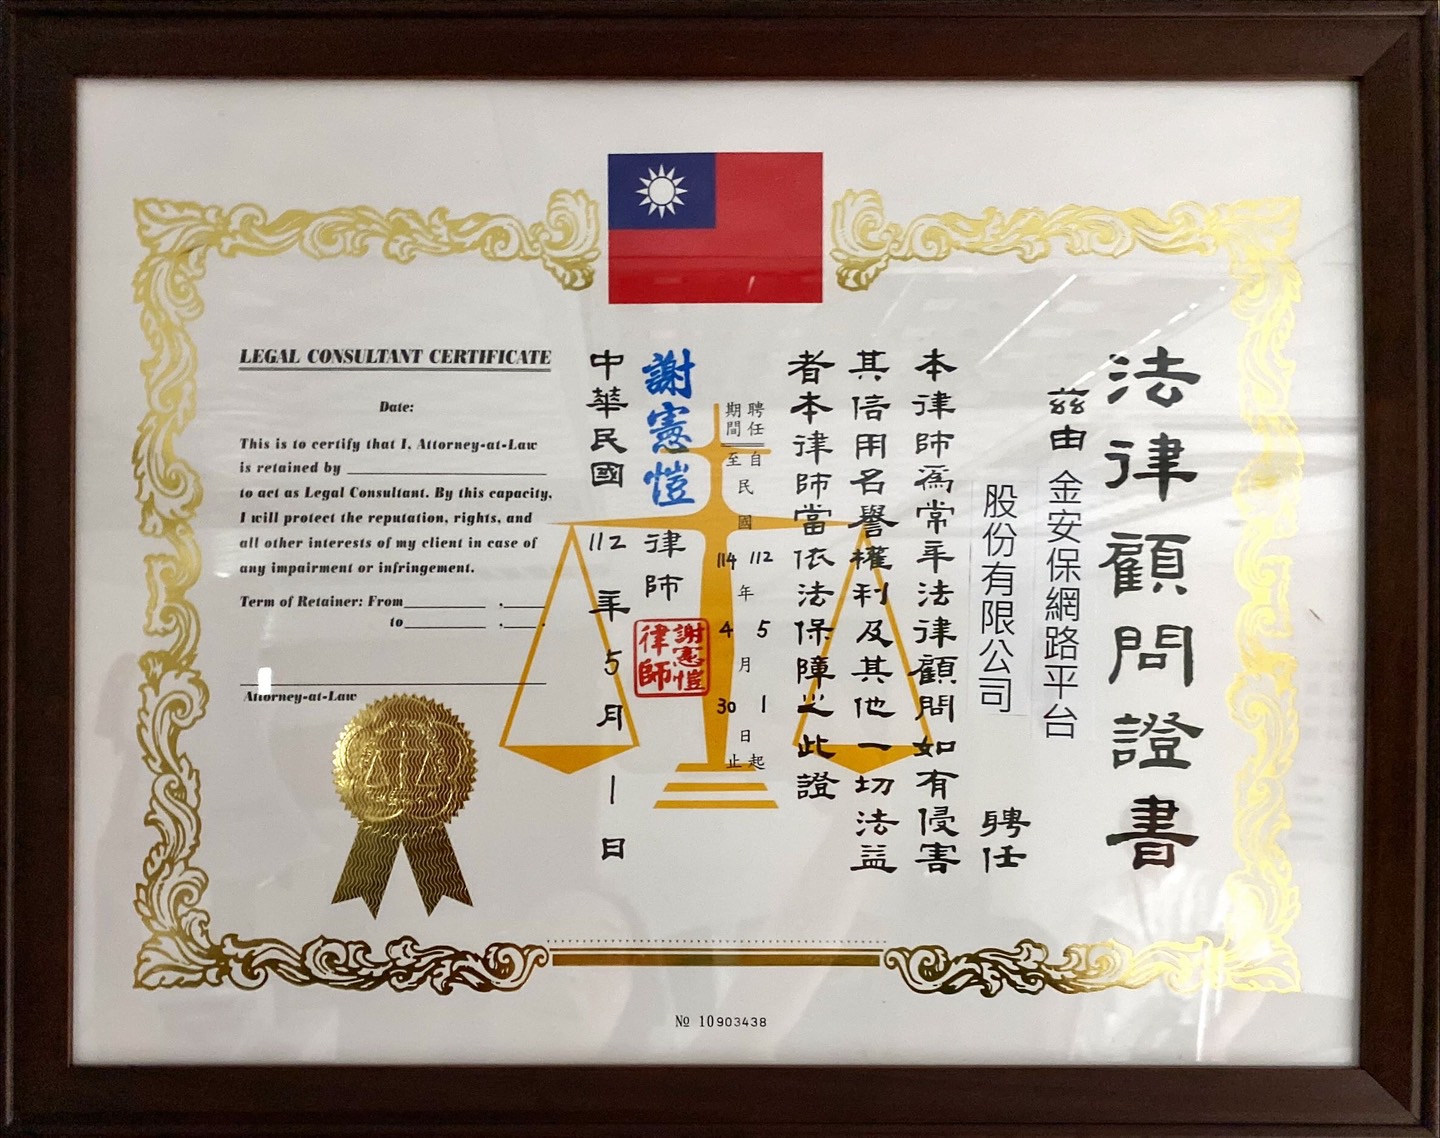 法律顧問證書
茲由
金安保網路平台
股份有限公司
聘任
本律師為常年法律顧問如有侵害
其信用名譽權利及其他一切法益
者本律師當依法保障之此證
聘任
期間
自民國112年5月1日起
至民國114年4月30日止
謝憲愷
律師
謝憲愷
律師
中華民國112年5月1日
LEGAL CONSULTANT CERTIFICATE
Date:
This is to certify that I, Attorney-at-Law
is retained by
to act as Legal Consultant. By this capacity,
I will protect the reputation, rights, and
all other interests of my client in case of
any impairment or infringement.
Term of Retainer: From
to
Attorney-at-Law
№ 10903438